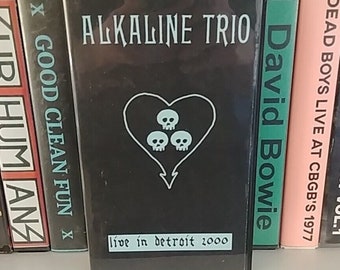 SUBHUMANS
X GOOD CLEAN FUN X
ALKALINE TRIO
live in detroit 2000
David Bowie
DEAD BOYS LIVE AT CBGB'S 1977